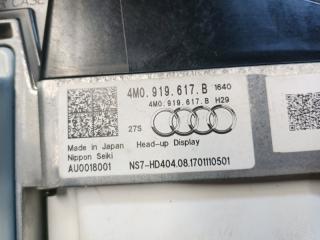 CASE
4M0.919.617.B 1640
4M0.919.617.B H29
27S
Made in Japan
Head-up Display
Nippon Seiki
AU0018001
NS7-HD404.08.1701110501